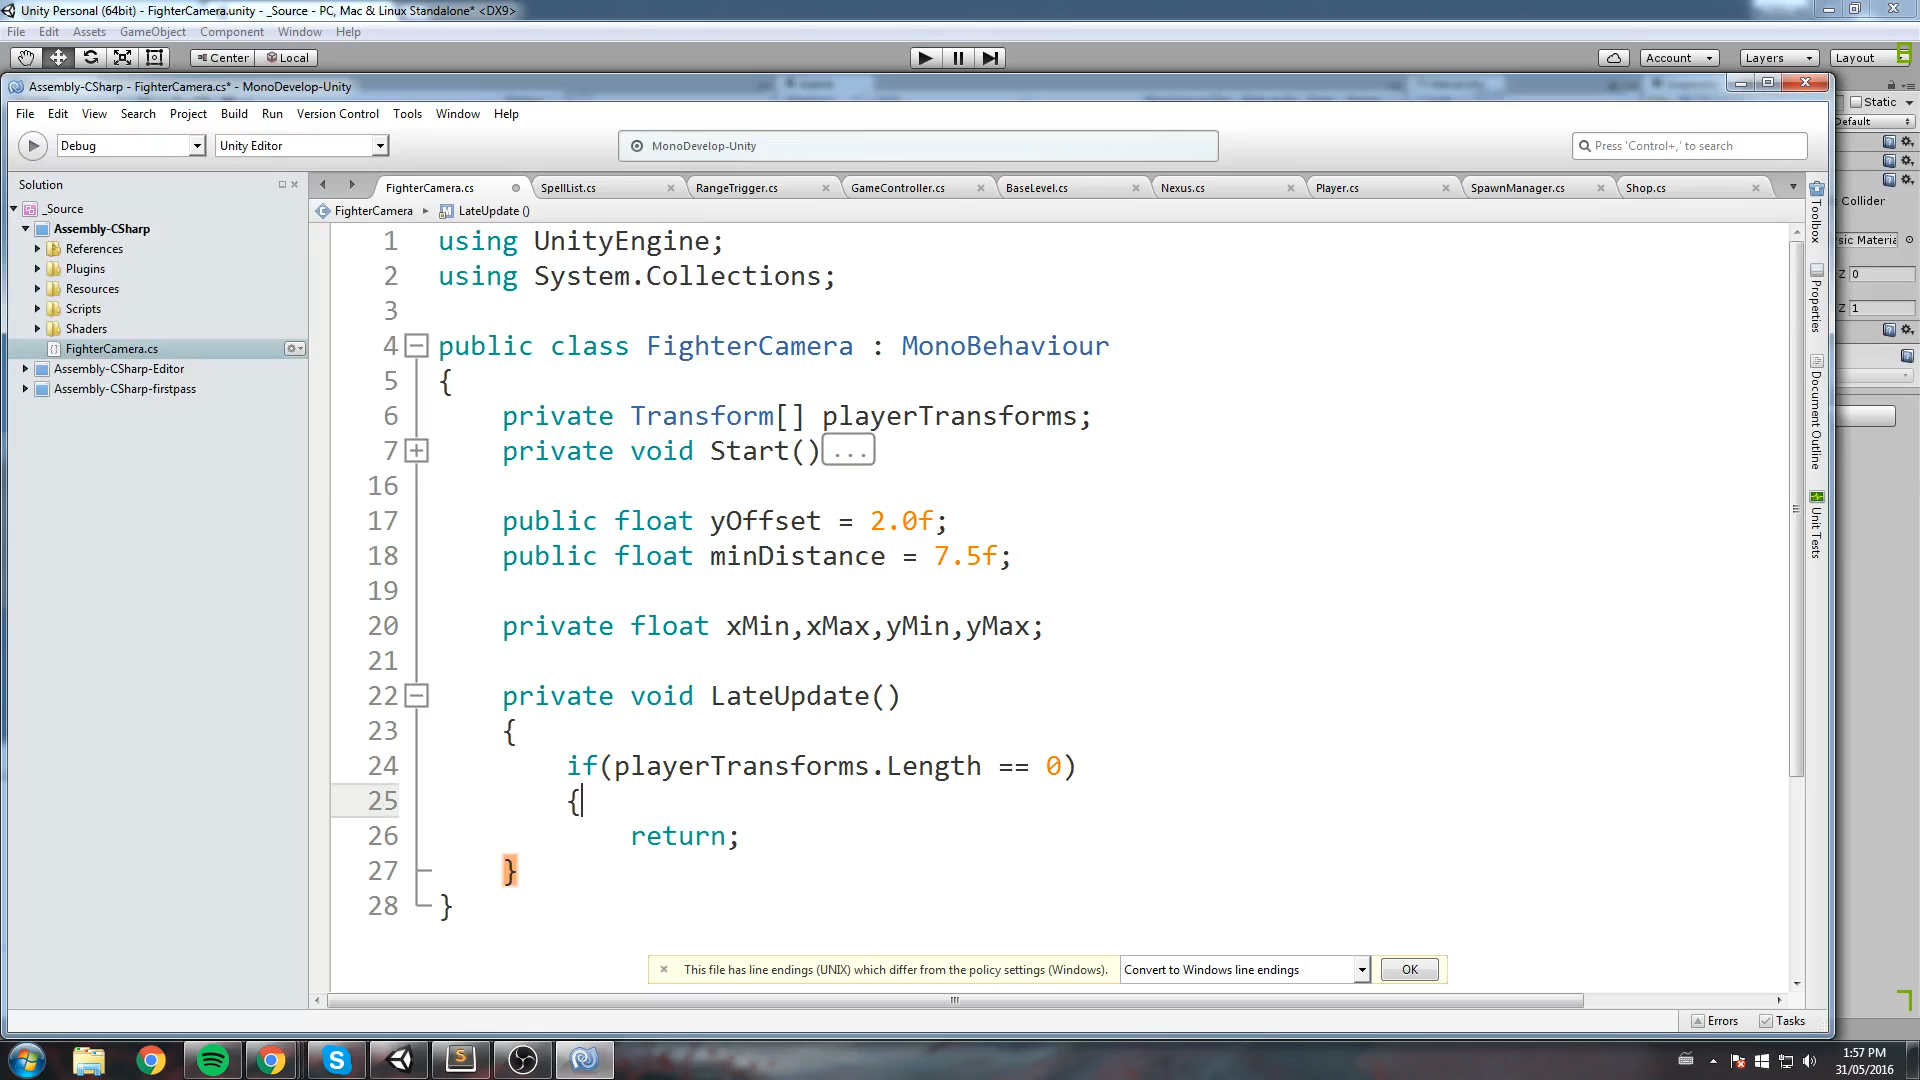 Unity Personal (64bit) - FighterCamera.unity - _Source - PC, Mac & Linux Standalone* <DX9>
File Edit Assets GameObject Component Window Help
Center Local Account Layers Layout
Assembly-CSharp - FighterCamera.cs* - MonoDevelop-Unity
Static
File Edit View Search Project Build Run Version Control Tools Window Help
Default
Debug Unity Editor MonoDevelop-Unity Press 'Control+,' to search
Solution
FighterCamera.cs SpellList.cs RangeTrigger.cs GameController.cs BaseLevel.cs Nexus.cs Player.cs SpawnManager.cs Shop.cs
FighterCamera LateUpdate ()
_Source
Assembly-CSharp
References
Plugins
Resources
Scripts
Shaders
FighterCamera.cs
Assembly-CSharp-Editor
Assembly-CSharp-firstpass
1 using UnityEngine;
2 using System.Collections;
3
4 public class FighterCamera : MonoBehaviour
5 {
6 private Transform[] playerTransforms;
7 private void Start()...
16
17 public float yOffset = 2.0f;
18 public float minDistance = 7.5f;
19
20 private float xMin,xMax,yMin,yMax;
21
22 private void LateUpdate()
23 {
24 if(playerTransforms.Length == 0)
25 {
26 return;
27 }
28 }
Toolbox
Properties
Document Outline
Unit Tests
Collider
sic Materia
Z 0
Z 1
This file has line endings (UNIX) which differ from the policy settings (Windows). Convert to Windows line endings OK
Errors Tasks
1:57 PM
31/05/2016